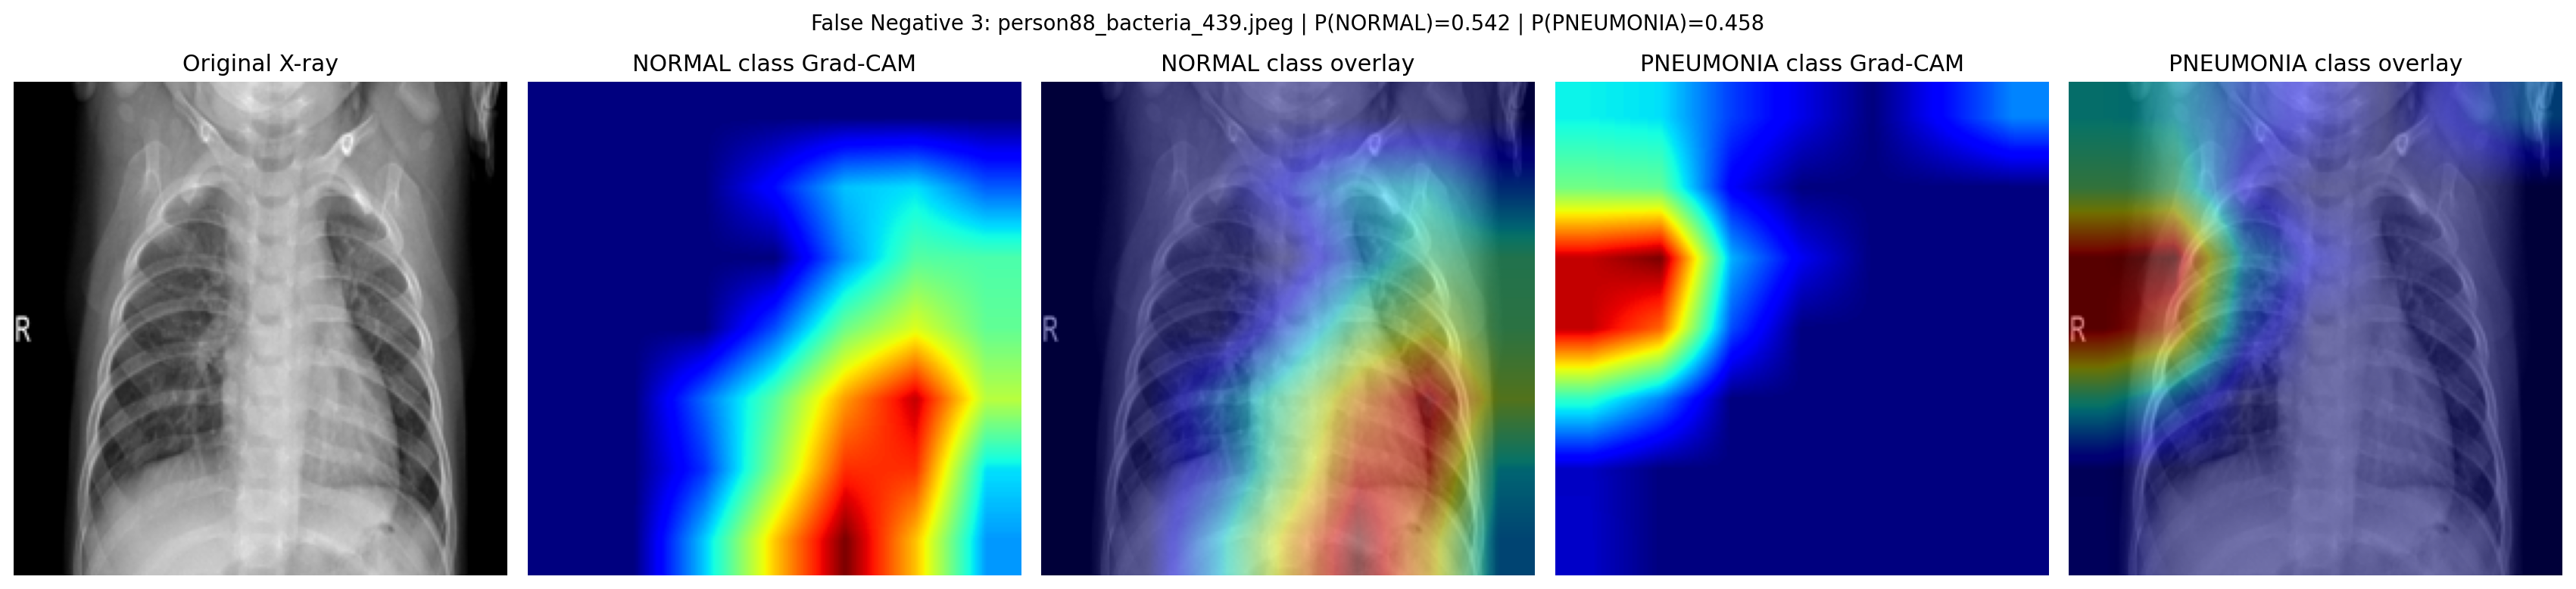 False Negative 3: person88_bacteria_439.jpeg | P(NORMAL)=0.542 | P(PNEUMONIA)=0.458
Original X-ray
NORMAL class Grad-CAM
NORMAL class overlay
PNEUMONIA class Grad-CAM
PNEUMONIA class overlay
R
R
R